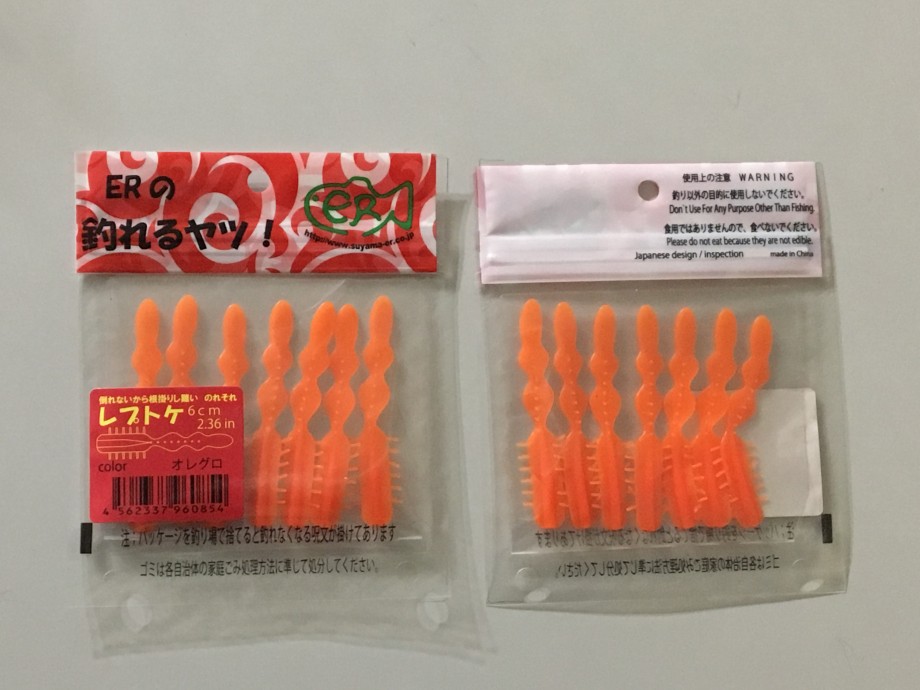 ERの
釣れるヤツ！
ER
http://www.suyama-er.co.jp
倒れないから根掛りし難い のれそれ
レプトケ 6cm
2.36 in
color オレグロ
4 562337 960854
注:パッケージを釣り場で捨てると釣れなくなる呪文が掛けてあります
ゴミは各自治体の家庭ごみ処理方法に準じて処分してください。
使用上の注意 WARNING
釣り以外の目的に使用しないでください。
Don't Use For Any Purpose Other Than Fishing
食用ではありませんので、食べないでください。
Please do not eat because they are not edible.
Japanese design / inspection made in China